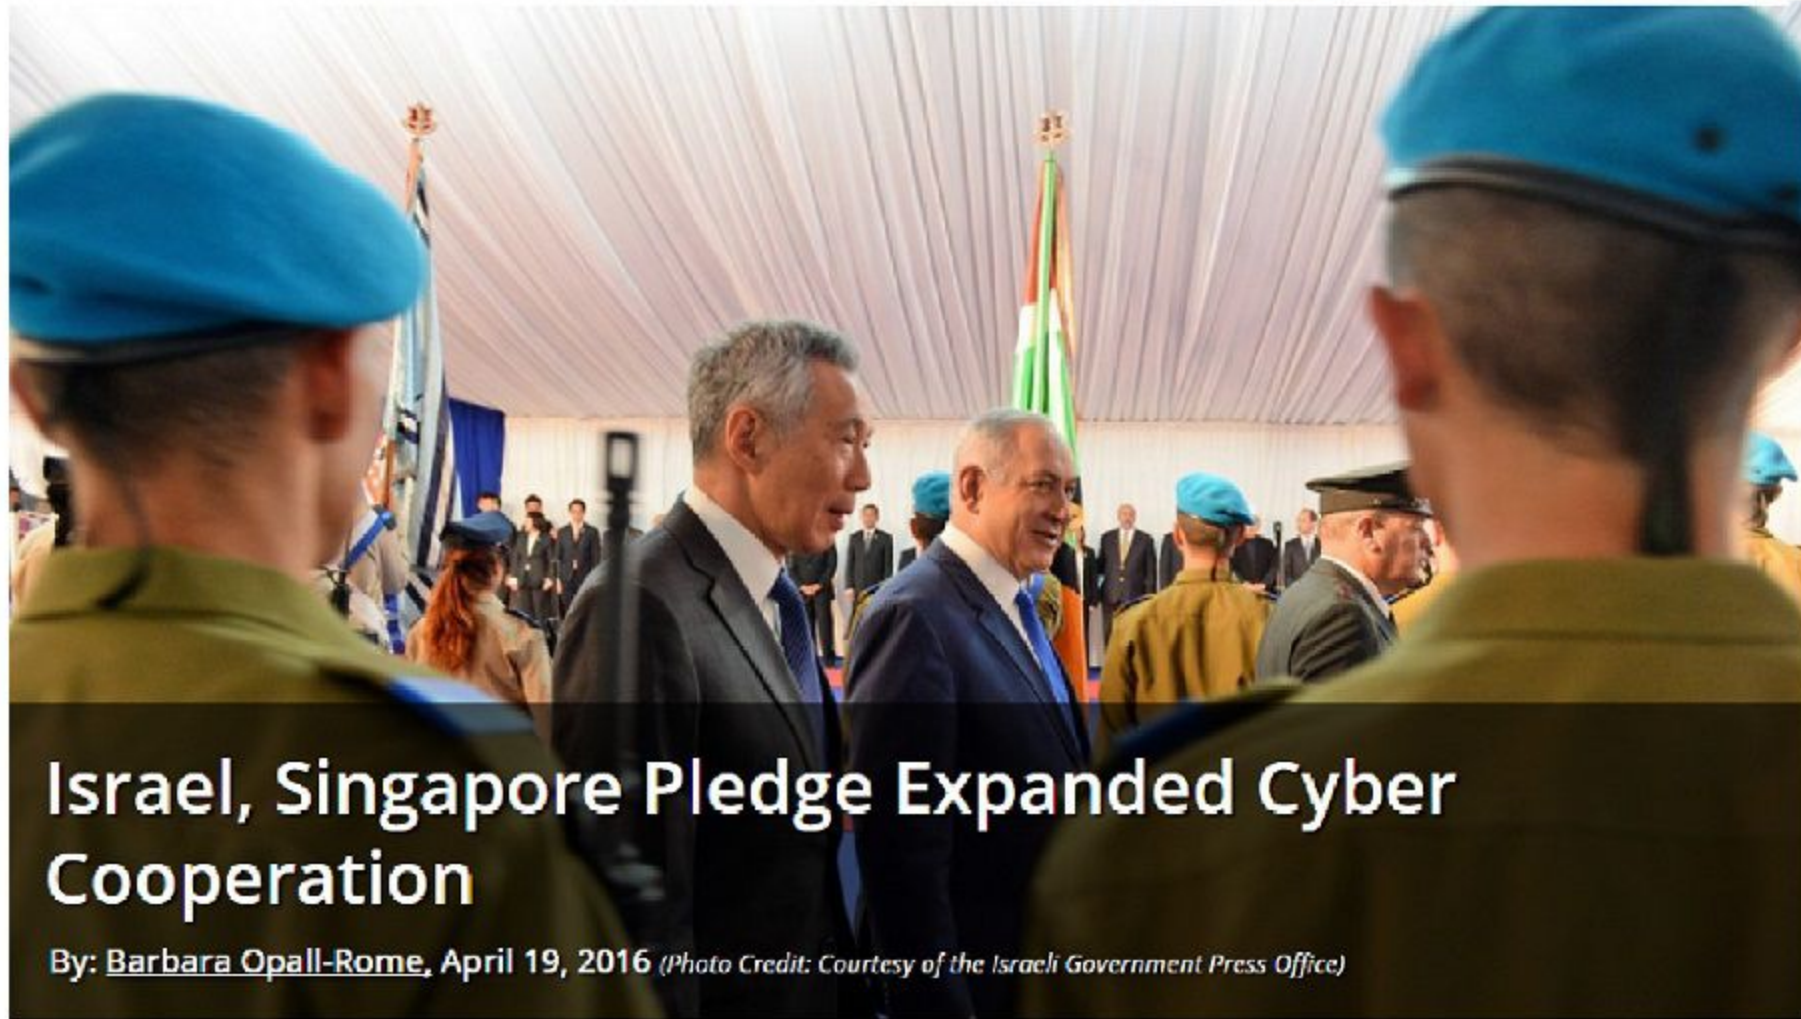 Israel, Singapore Pledge Expanded Cyber
Cooperation
By: Barbara Opall-Rome, April 19, 2016 (Photo Credit: Courtesy of the Israeli Government Press Office)